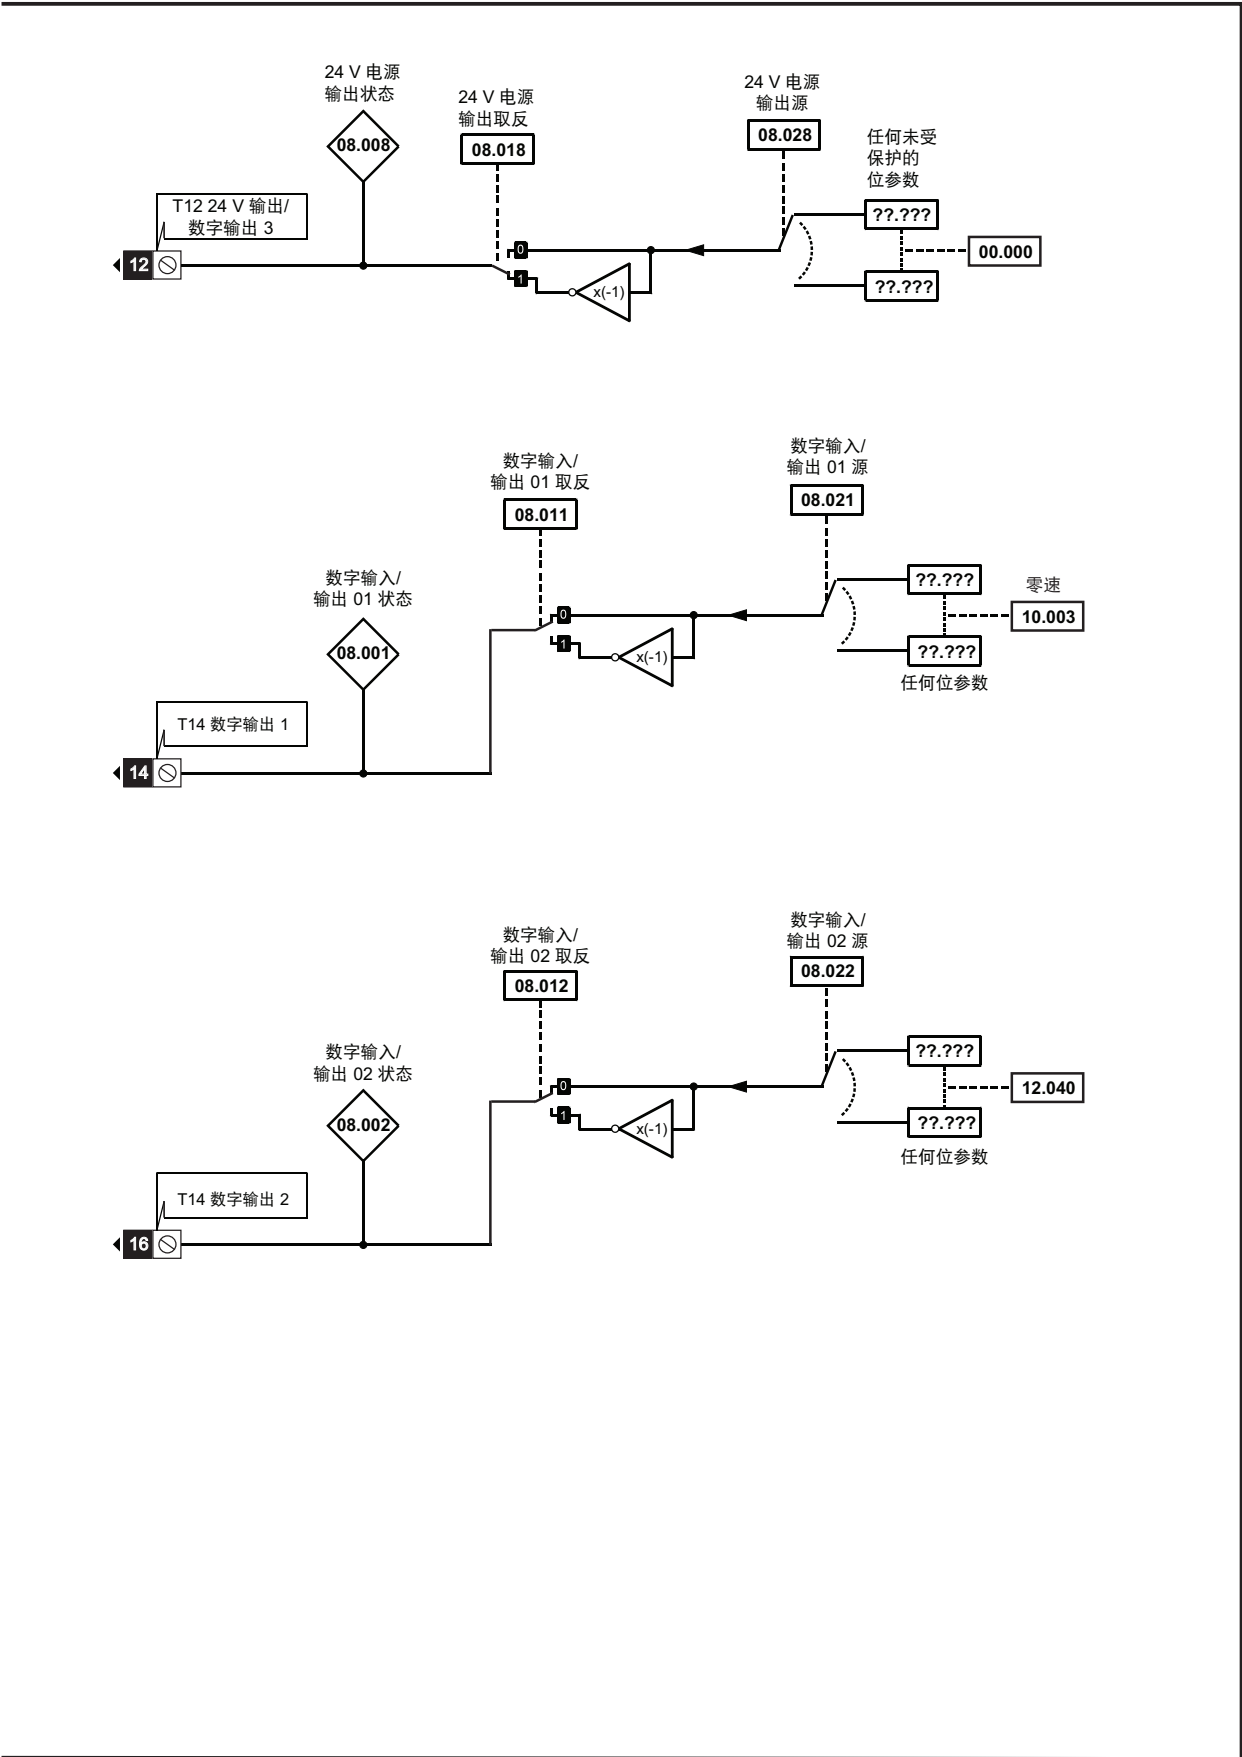 24 V 电源
输出状态
08.008
24 V 电源
输出取反
08.018
24 V 电源
输出源
08.028
任何未受
保护的
位参数
??.???
00.000
??.???
T12 24 V 输出/
数字输出 3
12
0
1
x(-1)
数字输入/
输出 01 取反
08.011
数字输入/
输出 01 源
08.021
数字输入/
输出 01 状态
08.001
??.???
零速
10.003
??.???
任何位参数
0
1
x(-1)
T14 数字输出 1
14
数字输入/
输出 02 取反
08.012
数字输入/
输出 02 源
08.022
数字输入/
输出 02 状态
08.002
??.???
12.040
??.???
任何位参数
0
1
x(-1)
T14 数字输出 2
16